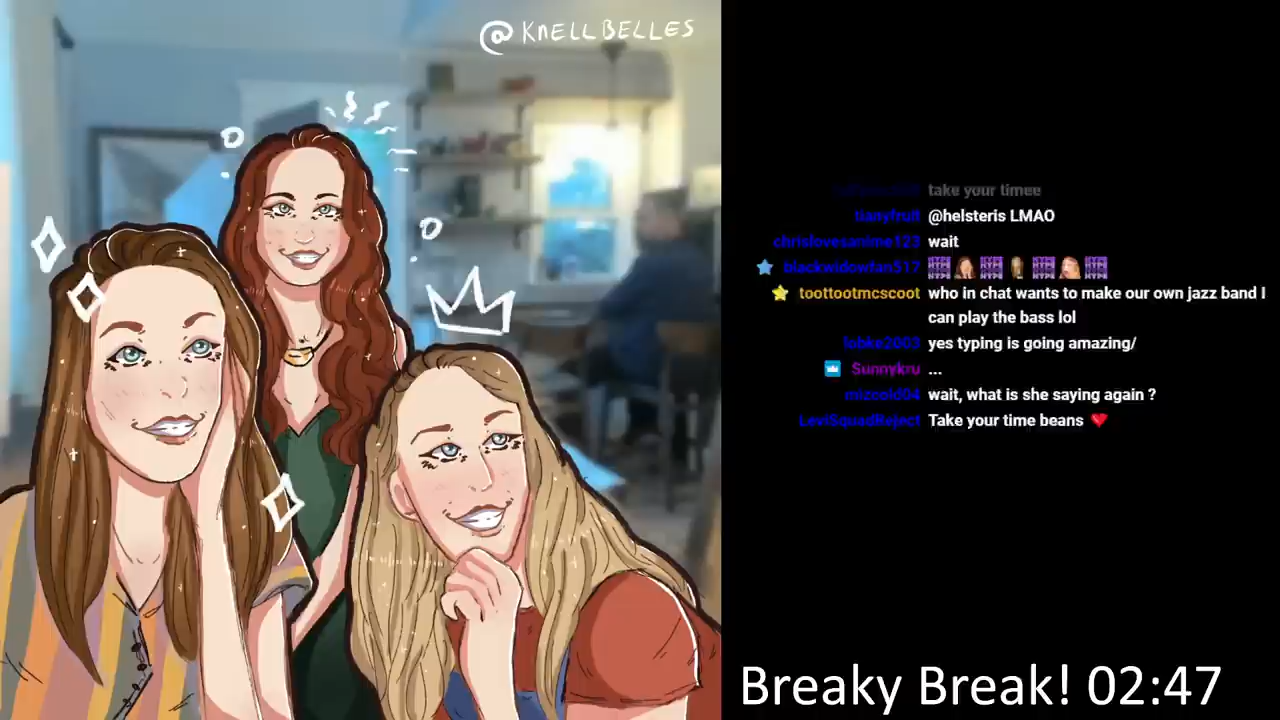 @KNELLBELLES
take your timee
tianyfruit @helsteris LMAO
chrislovesanime123 wait
blackwidowfan517
toottootmcscoot who in chat wants to make our own jazz band I
can play the bass lol
lobke2003 yes typing is going amazing/
Sunnykru ...
mizcold04 wait, what is she saying again ?
LeviSquadReject Take your time beans
Breaky Break! 02:47